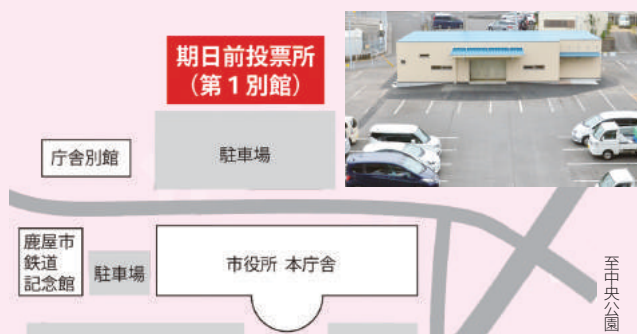 期日前投票所
（第１別館）
庁舎別館
駐車場
鹿屋市
鉄道
記念館
駐車場
市役所 本庁舎
至中央公園